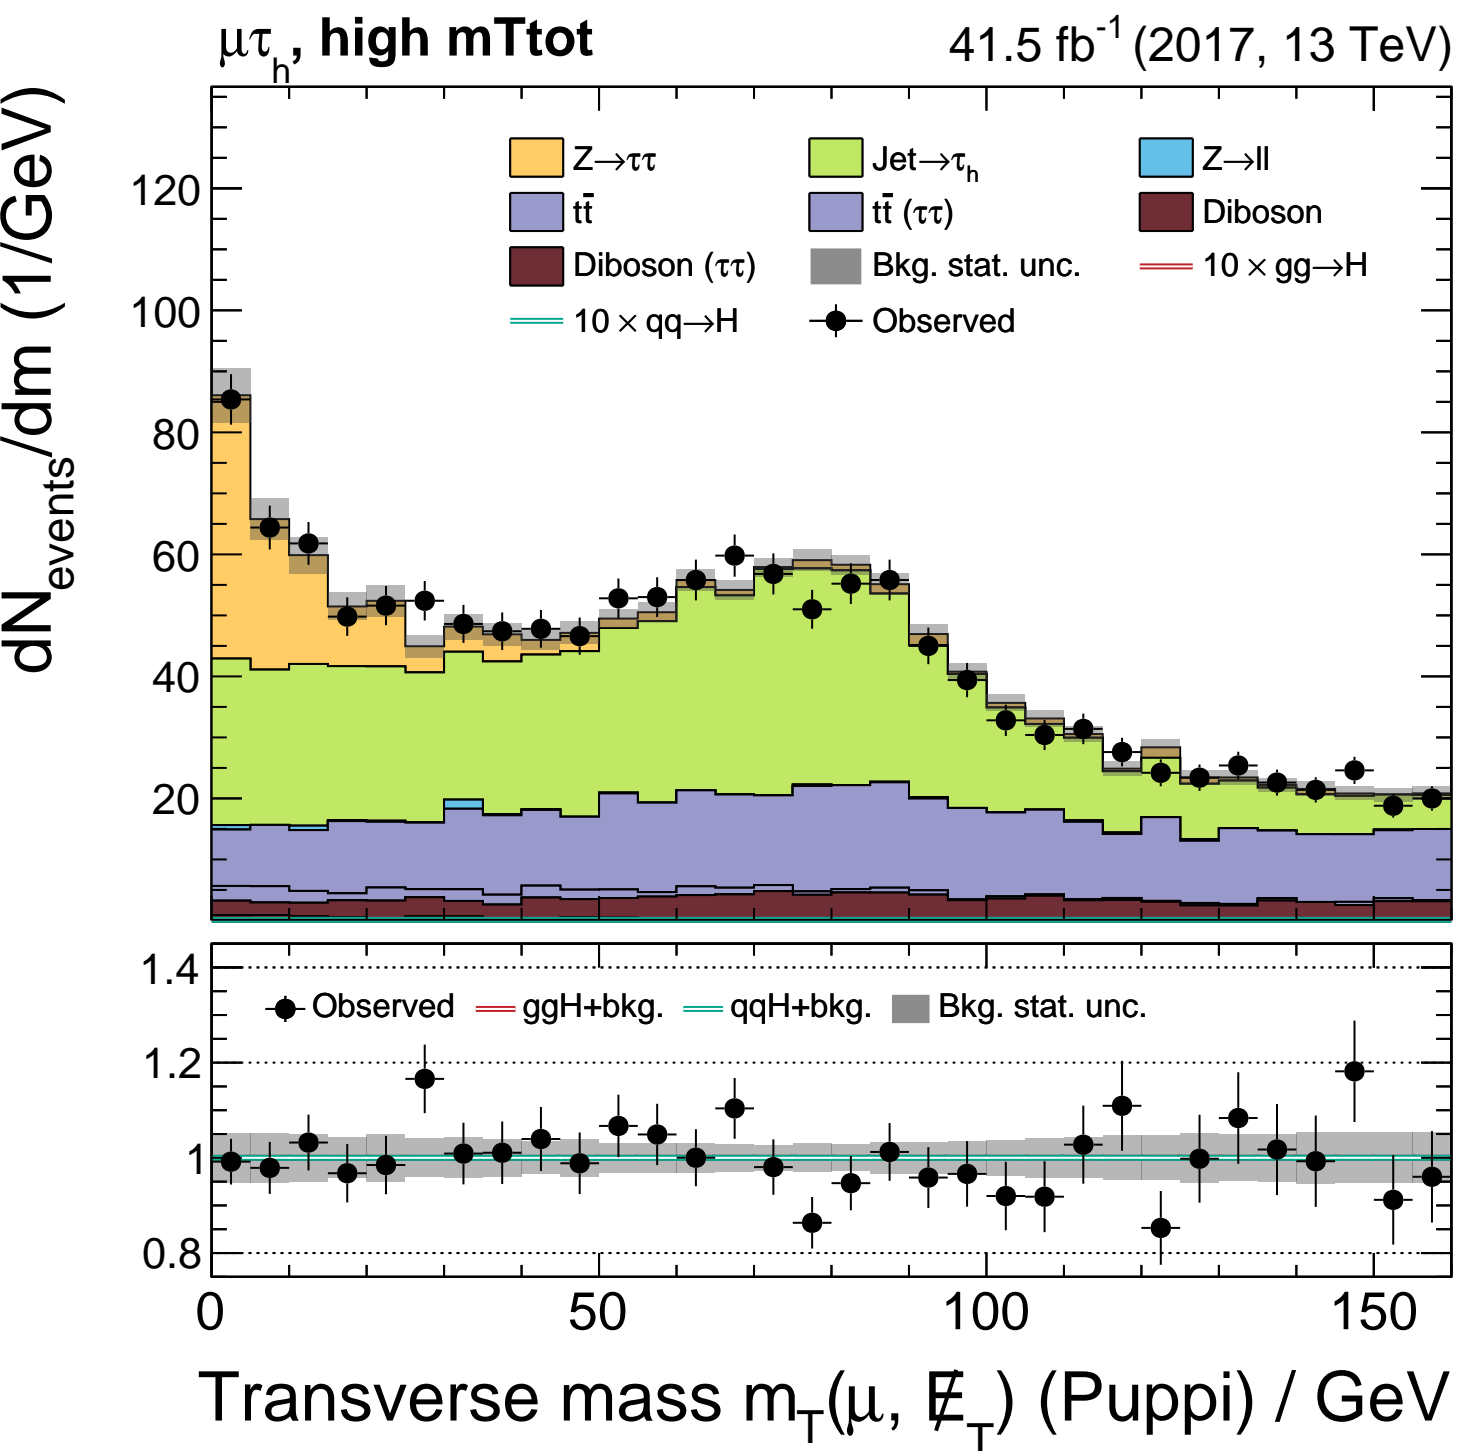 μτh, high mTtot 41.5 fb-1 (2017, 13 TeV)
dNevents/dm (1/GeV)
Z→ττ Jet→τh Z→ll
tt̄ tt̄ (ττ) Diboson
Diboson (ττ) Bkg. stat. unc. 10 × gg→H
10 × qq→H Observed
120
100
80
60
40
20
1.4
Observed ggH+bkg. qqH+bkg. Bkg. stat. unc.
1.2
1
0.8
0 50 100 150
Transverse mass mT(μ, E̸T) (Puppi) / GeV